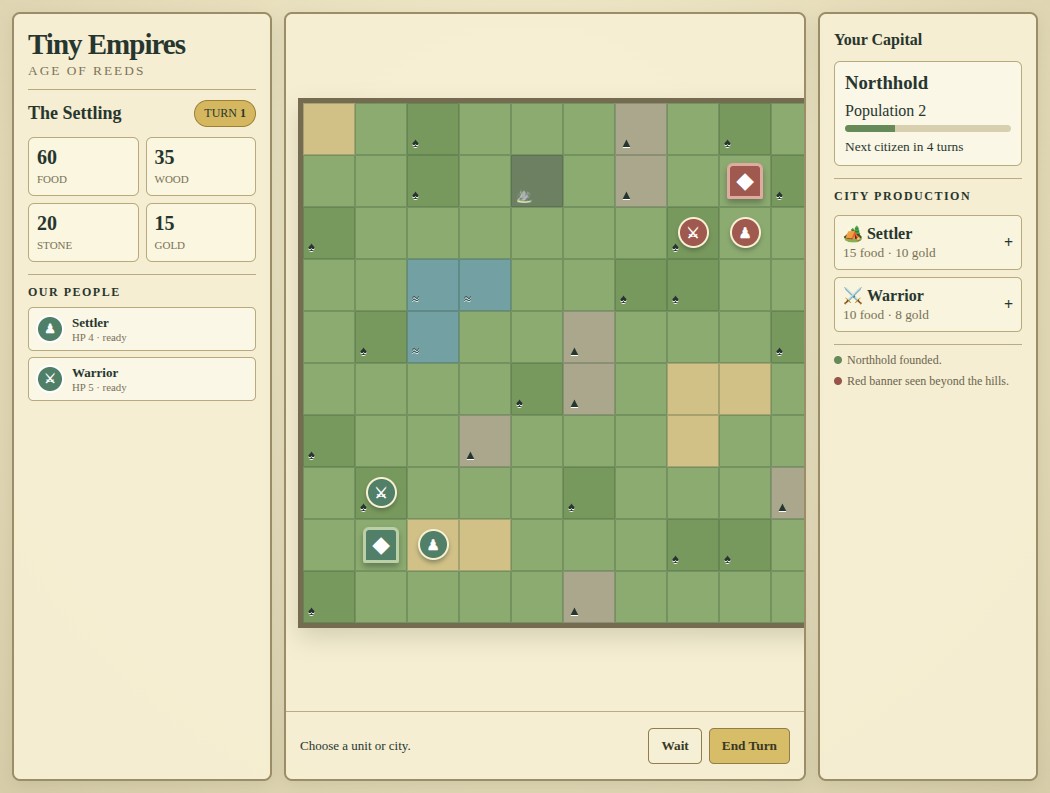 Tiny Empires
AGE OF REEDS
The Settling
TURN 1
60
FOOD
35
WOOD
20
STONE
15
GOLD
OUR PEOPLE
Settler
HP 4 · ready
Warrior
HP 5 · ready
Choose a unit or city.
Wait
End Turn
Your Capital
Northhold
Population 2
Next citizen in 4 turns
CITY PRODUCTION
🏕️ Settler
15 food · 10 gold
+
⚔️ Warrior
10 food · 8 gold
+
Northhold founded.
Red banner seen beyond the hills.